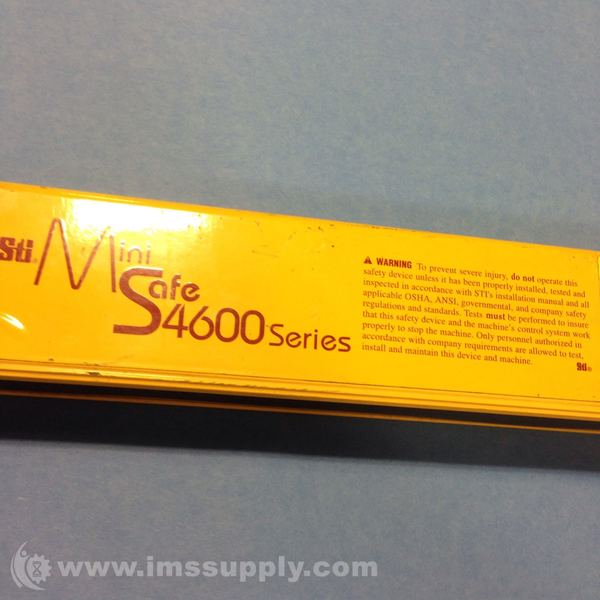 Sti® Mini
Safe
4600 Series
⚠ WARNING To prevent severe injury, do not operate this
safety device unless it has been properly installed, tested and
inspected in accordance with STI's installation manual and all
applicable OSHA, ANSI, governmental, and company safety
regulations and standards. Tests must be performed to insure
that this safety device and the machine's control system work
properly to stop the machine. Only personnel authorized in
accordance with company requirements are allowed to test,
install and maintain this device and machine.
Sti®
www.imssupply.com